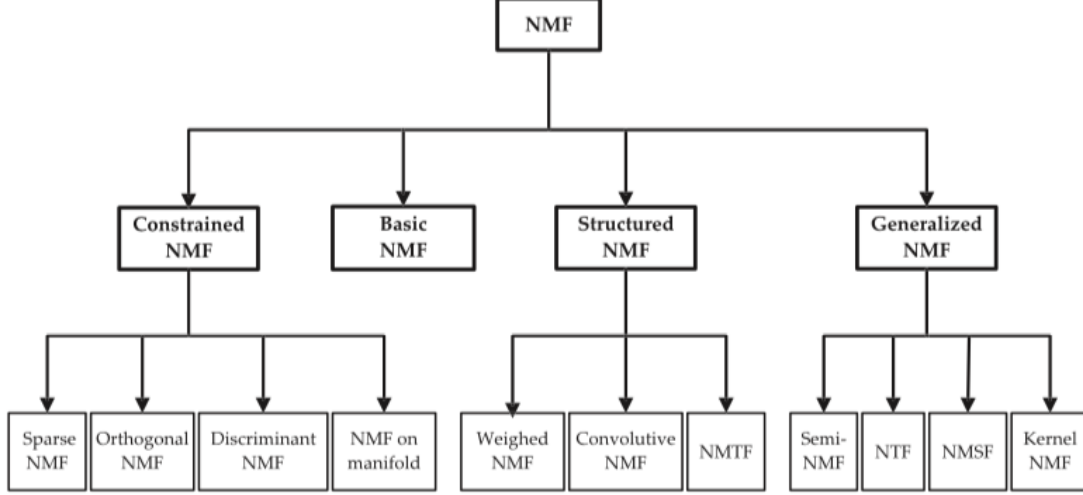 NMF
Constrained
NMF
Basic
NMF
Structured
NMF
Generalized
NMF
Sparse
NMF
Orthogonal
NMF
Discriminant
NMF
NMF on
manifold
Weighed
NMF
Convolutive
NMF
NMTF
Semi-
NMF
NTF
NMSF
Kernel
NMF